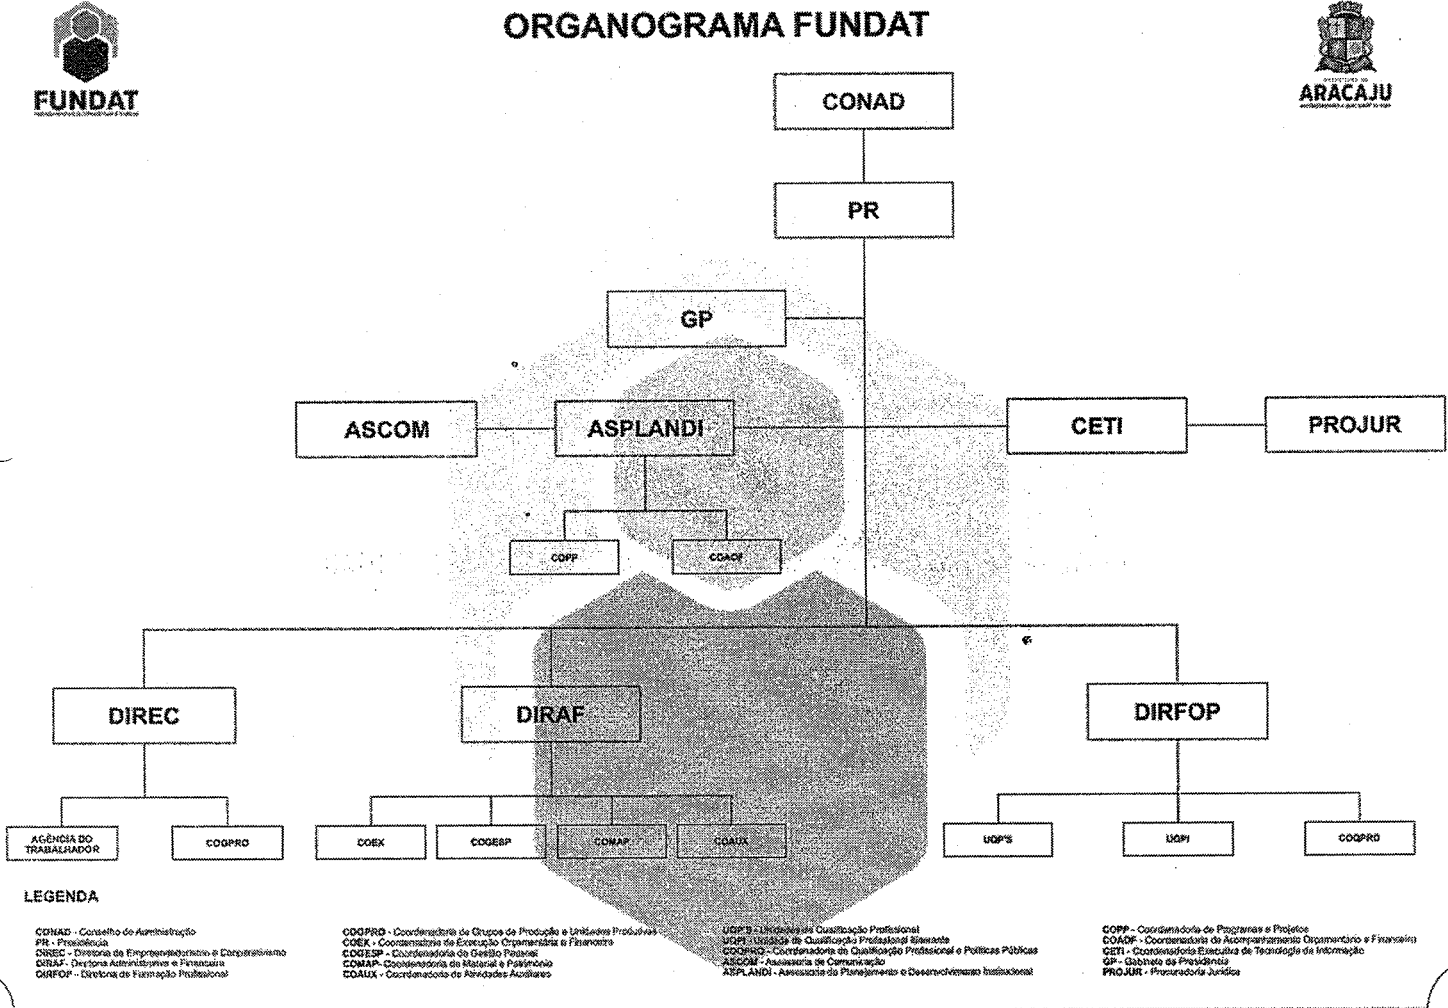 ORGANOGRAMA FUNDAT
FUNDAT
ARACAJU
CONAD
PR
GP
ASCOM
ASPLANDI
CETI
PROJUR
COPP
COAOF
DIREC
DIRAF
DIRFOP
AGÊNCIA DO
TRABALHADOR
COGPRO
COEX
COGESP
COMAP
COAUX
UQP'S
UQPI
COQPRO
LEGENDA
CONAD - Conselho de Administração
PR - Presidência
DIREC - Diretoria de Empreendedorismo e Cooperativismo
DIRAF - Diretoria Administrativa e Financeira
DIRFOP - Diretoria de Formação Profissional
COGPRO - Coordenadoria de Grupos de Produção e Unidades Produtivas
COEX - Coordenadoria de Execução Orçamentária e Financeira
COGESP - Coordenadoria de Gestão Pessoal
COMAP - Coordenadoria de Material e Patrimônio
COAUX - Coordenadoria de Atividades Auxiliares
UQP'S - Unidades de Qualificação Profissional
UQPI - Unidade de Qualificação Profissional Itinerante
COQPRO - Coordenadoria de Qualificação Profissional e Políticas Públicas
ASCOM - Assessoria de Comunicação
ASPLANDI - Assessoria de Planejamento e Desenvolvimento Institucional
COPP - Coordenadoria de Programas e Projetos
COAOF - Coordenadoria de Acompanhamento Orçamentário e Financeiro
CETI - Coordenadoria Executiva de Tecnologia da Informação
GP - Gabinete da Presidência
PROJUR - Procuradoria Jurídica